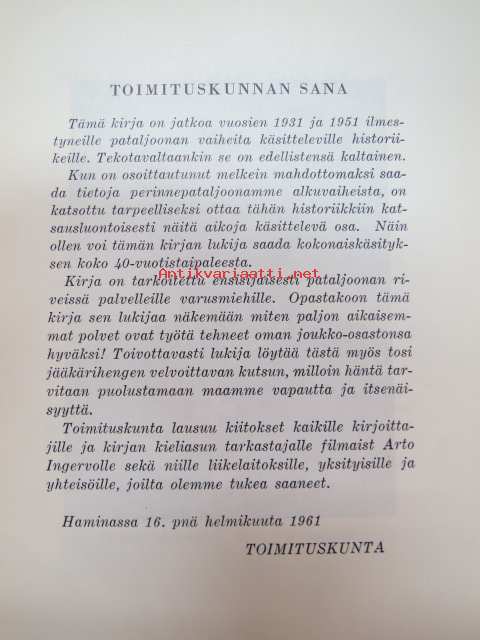 TOIMITUSKUNNAN SANA
Tämä kirja on jatkoa vuosien 1931 ja 1951 ilmes-
tyneille pataljoonan vaiheita käsitteleville historii-
keille. Tekotavaltaankin se on edellistensä kaltainen.
Kun on osoittautunut melkein mahdottomaksi saa-
da tietoja perinnepataljoonamme alkuvaiheista, on
katsottu tarpeelliseksi ottaa tähän historiikkiin kat-
sausluontoisesti näitä aikoja käsittelevä osa. Näin
ollen voi tämän kirjan lukija saada kokonaiskäsityk-
sen koko 40-vuotistaipaleesta.
Antikvariaatti.net
Kirja on tarkoitettu ensisijaisesti pataljoonan ri-
veissä palvelleille varusmiehille. Opastakoon tämä
kirja sen lukijaa näkemään miten paljon aikaisem-
mat polvet ovat työtä tehneet oman joukko-osastonsa
hyväksi! Toivottavasti lukija löytää tästä myös tosi
jääkärihengen velvoittavan kutsun, milloin häntä tar-
vitaan puolustamaan maamme vapautta ja itsenäi-
syyttä.
Toimituskunta lausuu kiitokset kaikille kirjoitta-
jille ja kirjan kieliasun tarkastajalle filmaist Arto
Ingervolle sekä niille liikelaitoksille, yksityisille ja
yhteisöille, joilta olemme tukea saaneet.
Haminassa 16. pnä helmikuuta 1961
TOIMITUSKUNTA